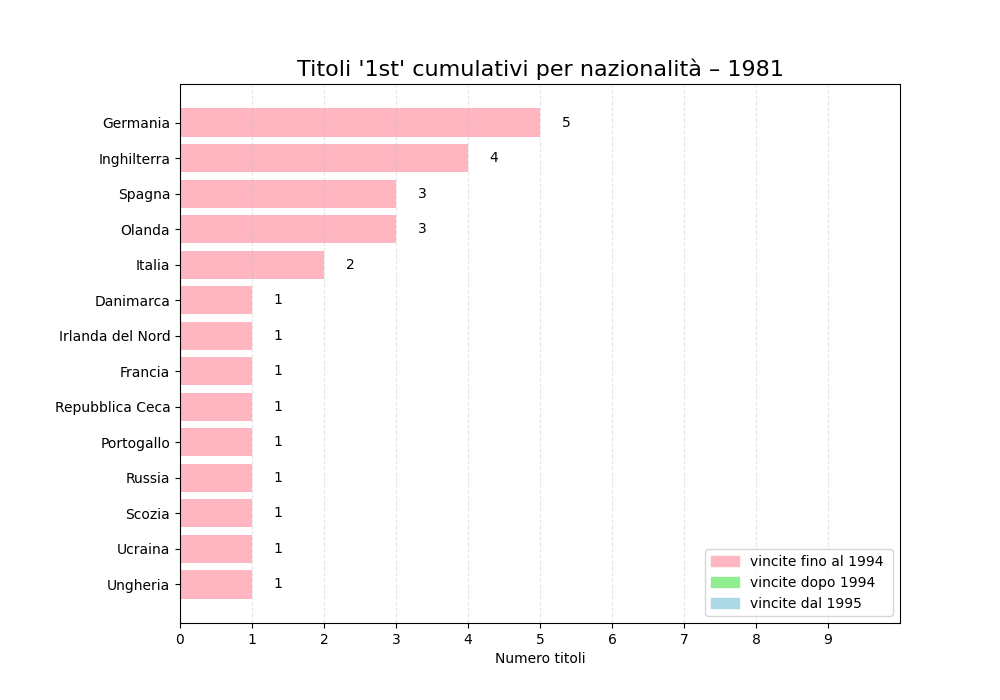 Titoli '1st' cumulativi per nazionalità – 1981
Germania 5
Inghilterra 4
Spagna 3
Olanda 3
Italia 2
Danimarca 1
Irlanda del Nord 1
Francia 1
Repubblica Ceca 1
Portogallo 1
Russia 1
Scozia 1
Ucraina 1
Ungheria 1
vincite fino al 1994
vincite dopo 1994
vincite dal 1995
0 1 2 3 4 5 6 7 8 9
Numero titoli